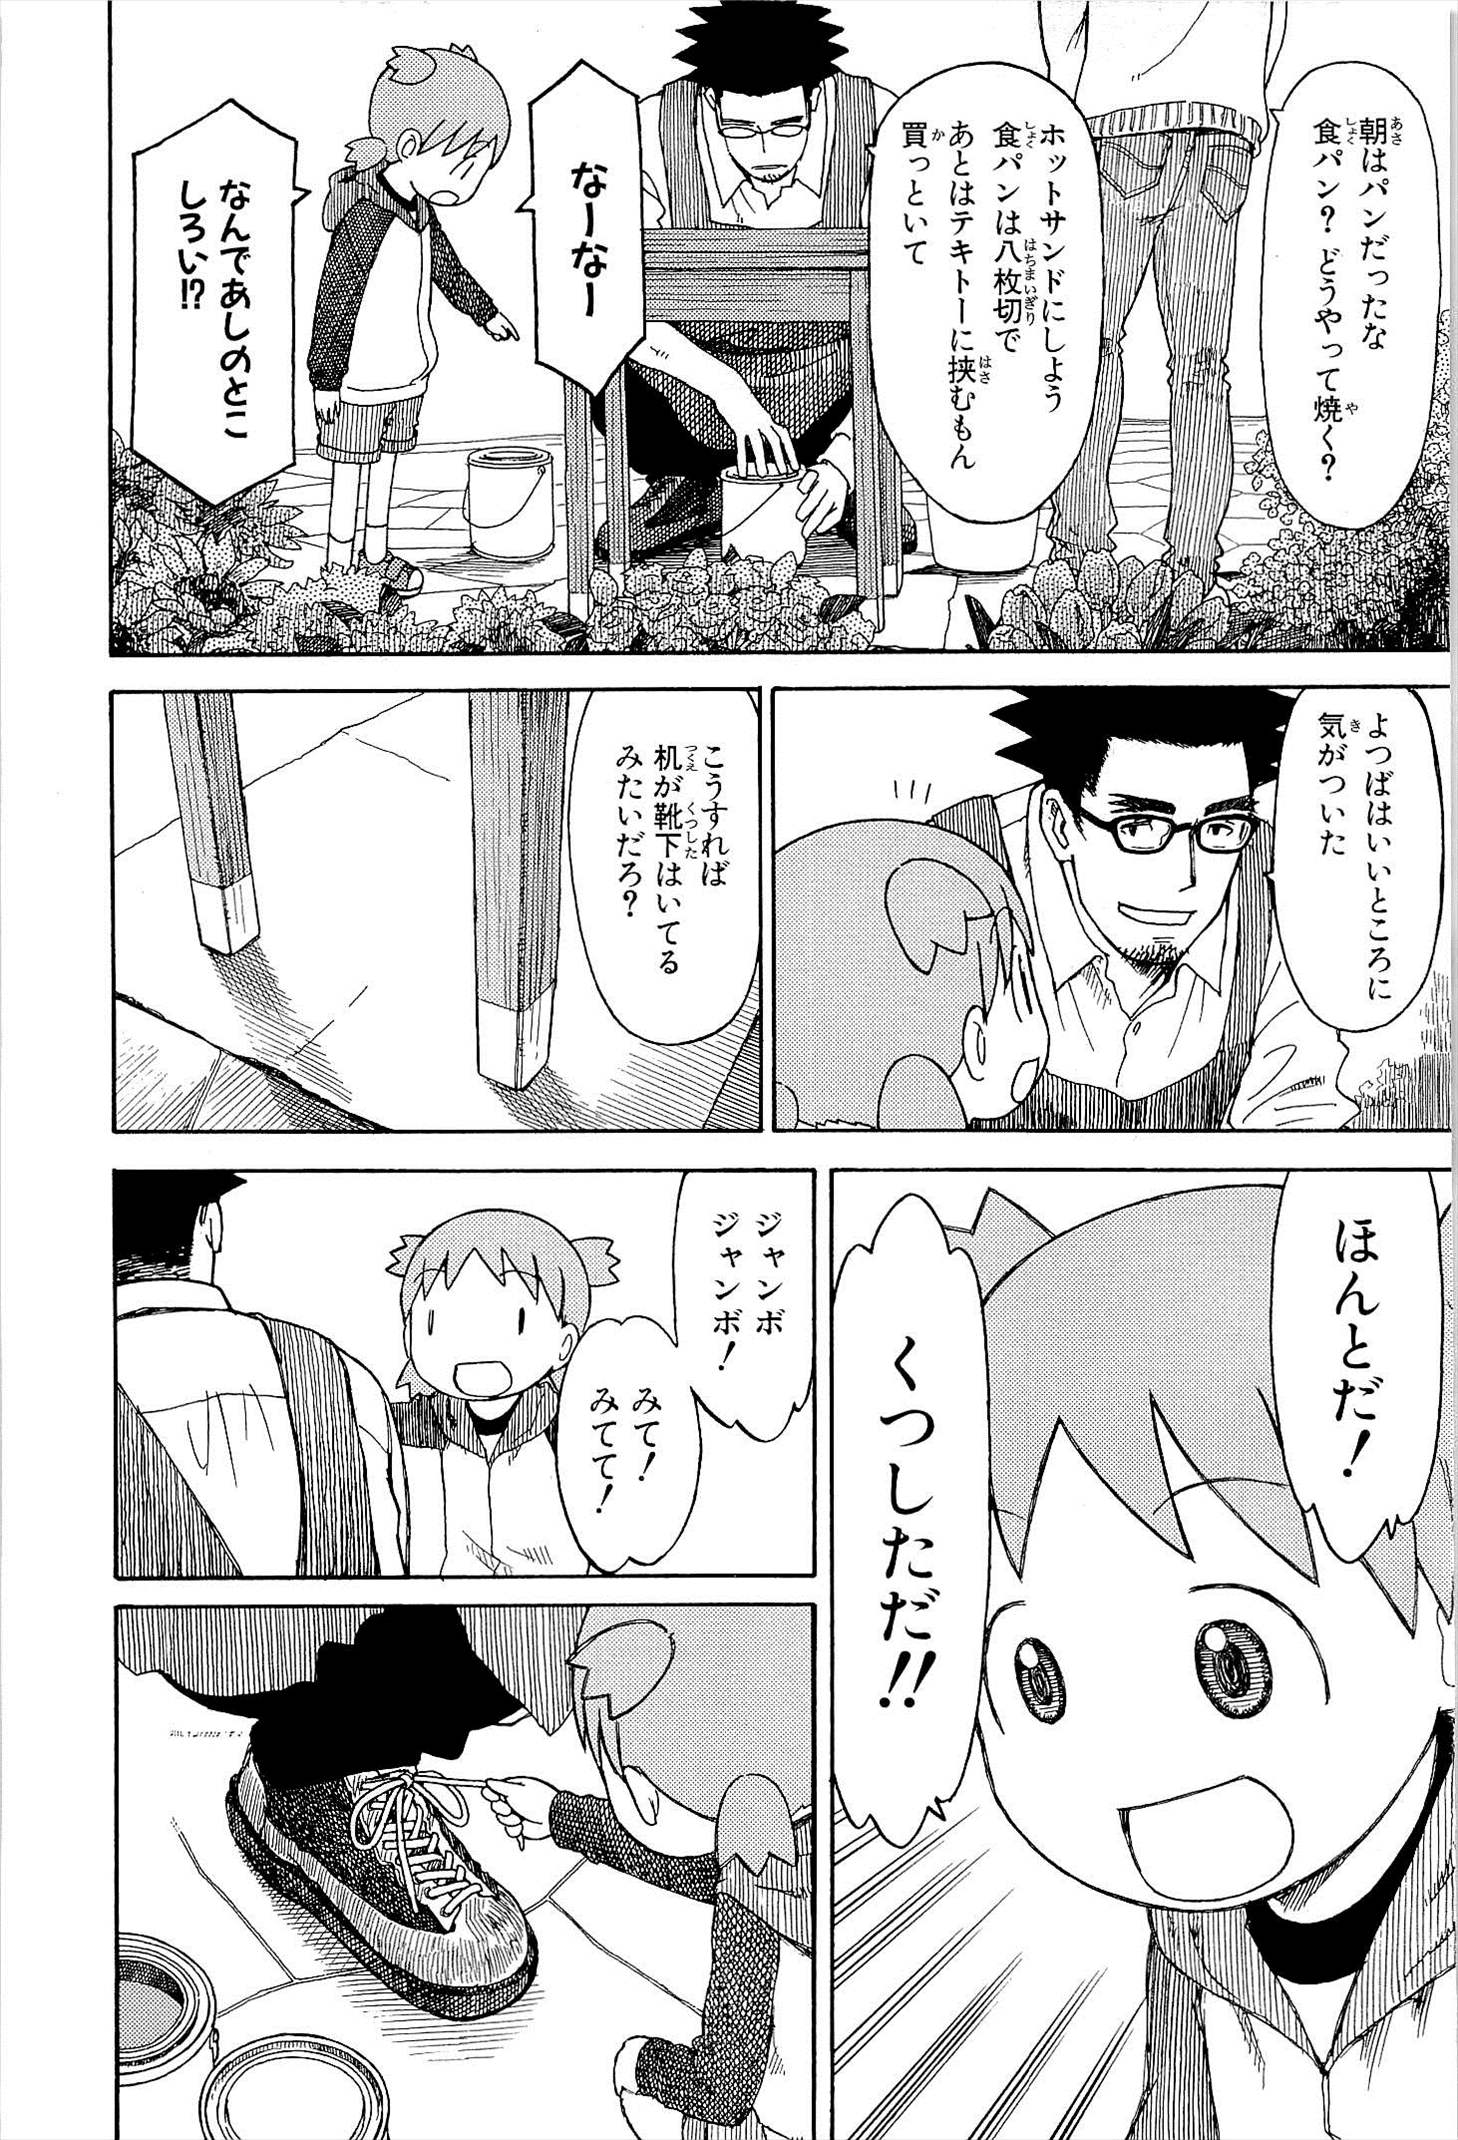 朝はパンだったな
食パン?どうやって焼く?
ホットサンドにしよう
食パンは八枚切で
あとはテキトーに挟むもん
買っといて
なーなー
なんであしのとこ
しろい!?
よつばはいいところに
気がついた
こうすれば
机が靴下はいてる
みたいだろ?
ほんとだ!
くつしただ!!
ジャンボ
ジャンボ!
みて!
みてて!